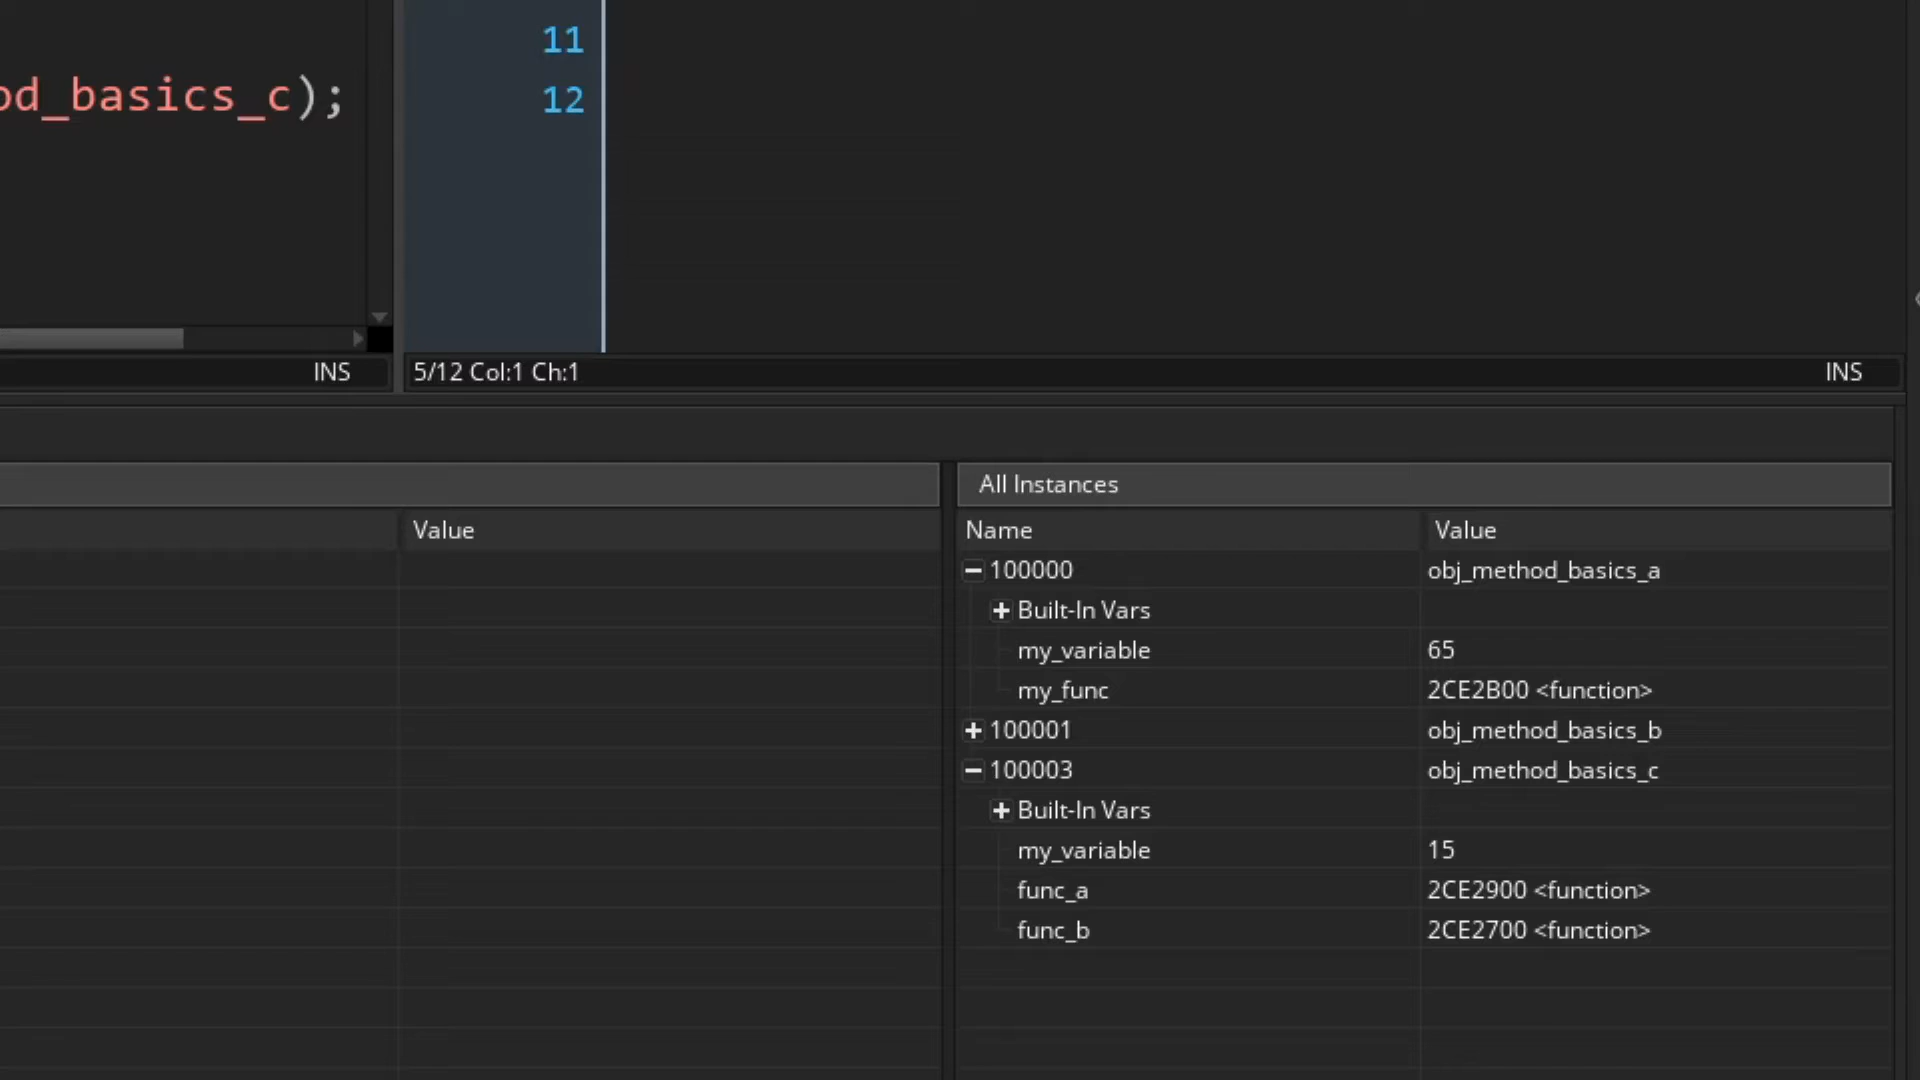 11
od_basics_c);
12
INS
5/12 Col:1 Ch:1
INS
All Instances
Value
Name
Value
100000
obj_method_basics_a
Built-In Vars
my_variable
65
my_func
2CE2B00 <function>
100001
obj_method_basics_b
100003
obj_method_basics_c
Built-In Vars
my_variable
15
func_a
2CE2900 <function>
func_b
2CE2700 <function>